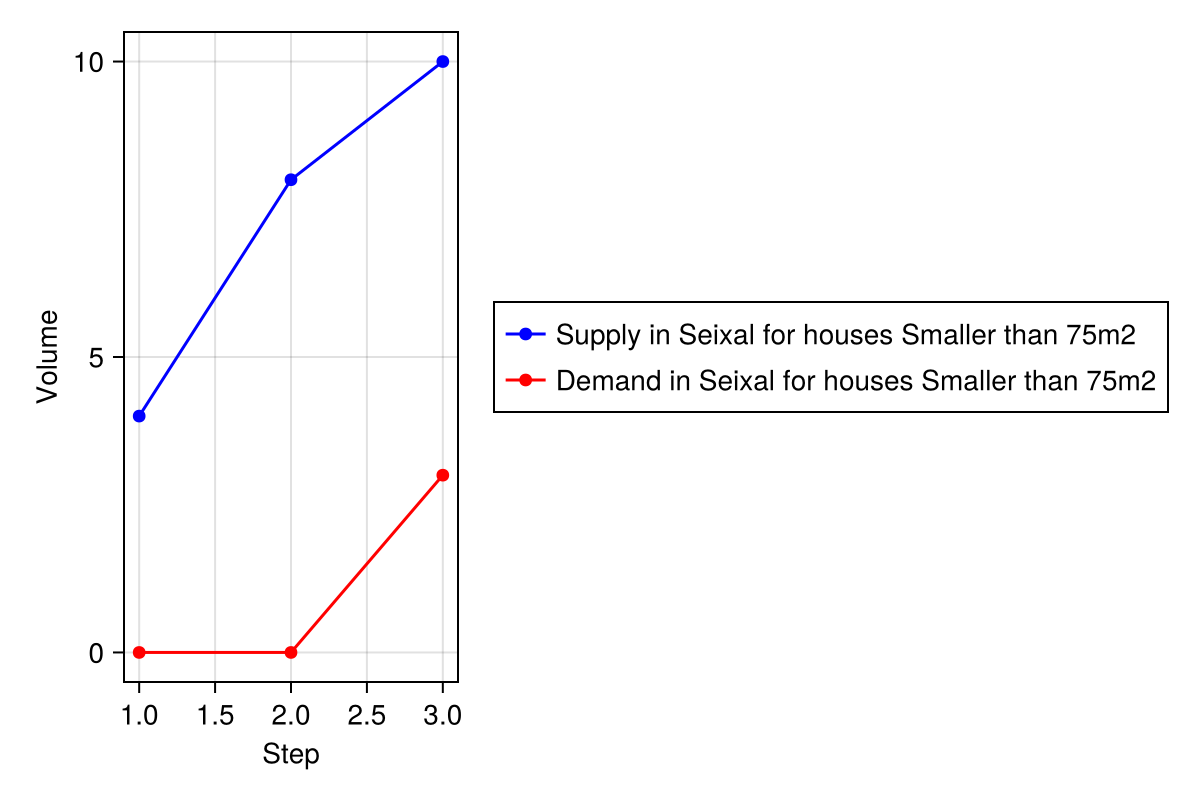 10
5
0
Volume
1.0 1.5 2.0 2.5 3.0
Step
Supply in Seixal for houses Smaller than 75m2
Demand in Seixal for houses Smaller than 75m2